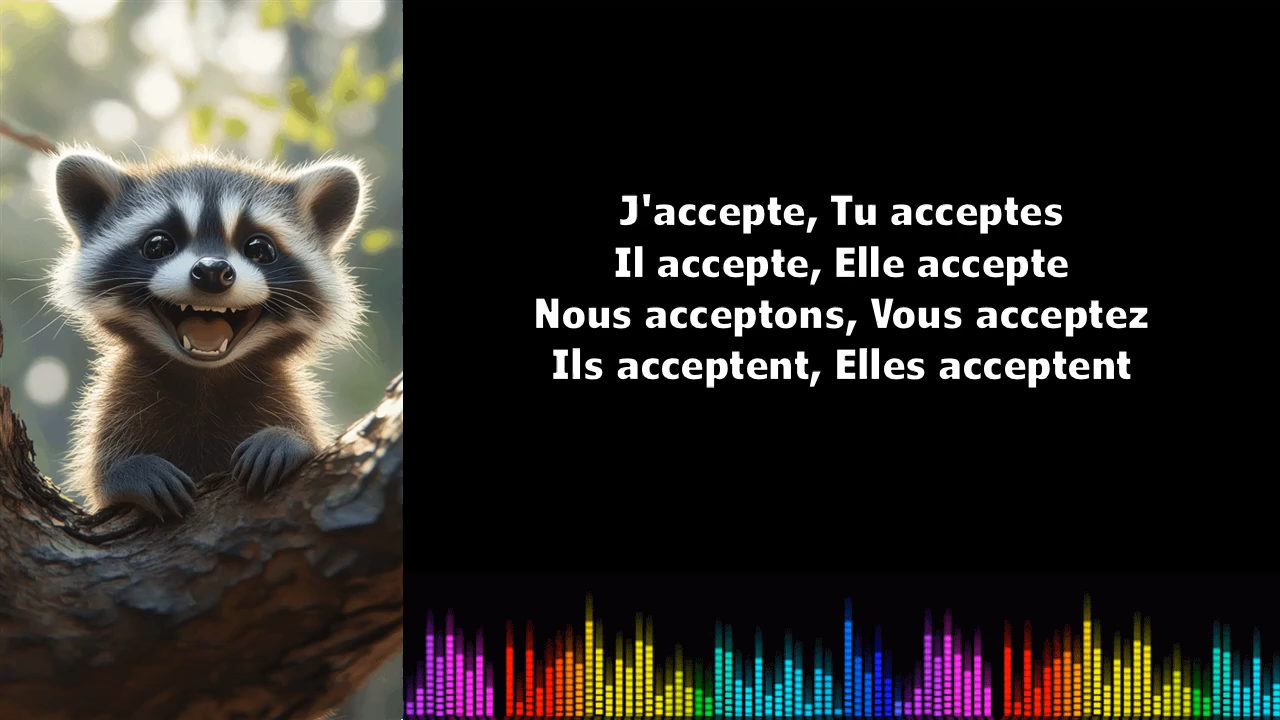 J'accepte, Tu acceptes
Il accepte, Elle accepte
Nous acceptons, Vous acceptez
Ils acceptent, Elles acceptent